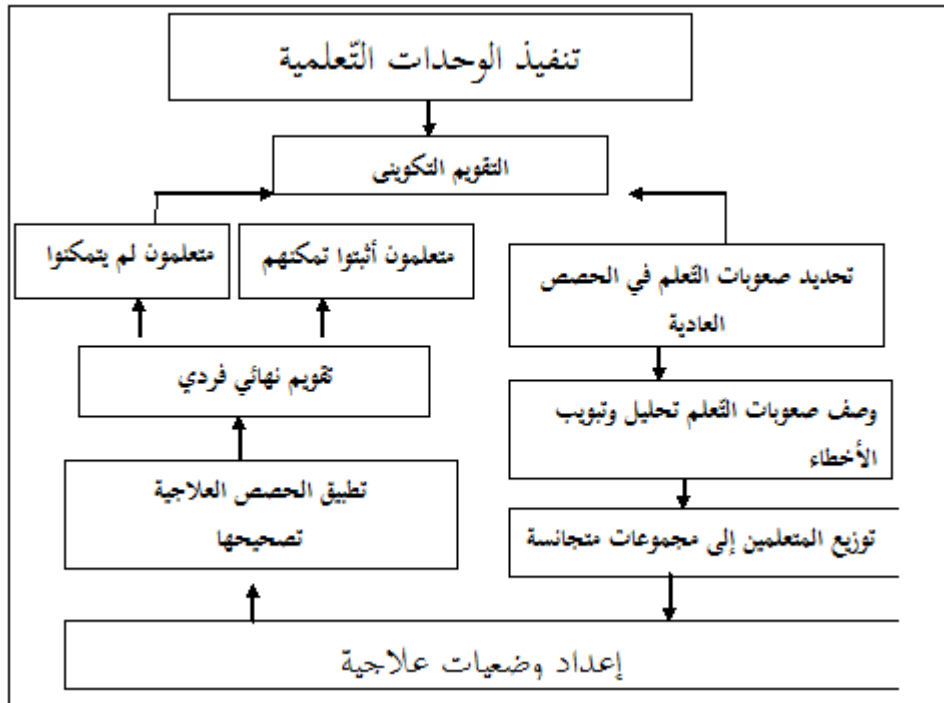 تنفيذ الوحدات التّعلمية
التقويم التكويني
متعلمون أثبتوا تمكنهم
متعلمون لم يتمكنوا
تحديد صعوبات التّعلم في الحصص
العادية
تقويم نهائي فردي
وصف صعوبات التّعلم تحليل وتبويب
الأخطاء
تطبيق الحصص العلاجية
تصحيحها
توزيع المتعلمين إلى مجموعات متجانسة
إعداد وضعيات علاجية